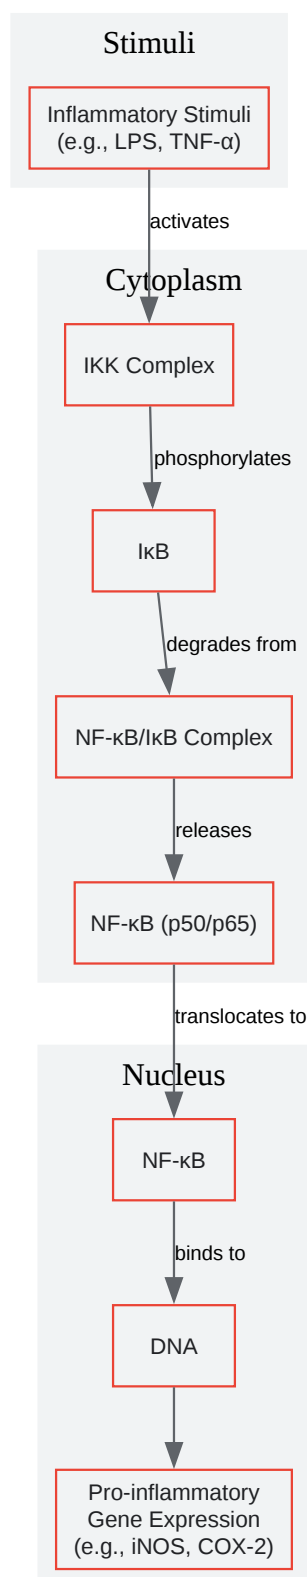 Stimuli
Inflammatory Stimuli
(e.g., LPS, TNF-α)
activates
Cytoplasm
IKK Complex
phosphorylates
IκB
degrades from
NF-κB/IκB Complex
releases
NF-κB (p50/p65)
translocates to
Nucleus
NF-κB
binds to
DNA
Pro-inflammatory
Gene Expression
(e.g., iNOS, COX-2)